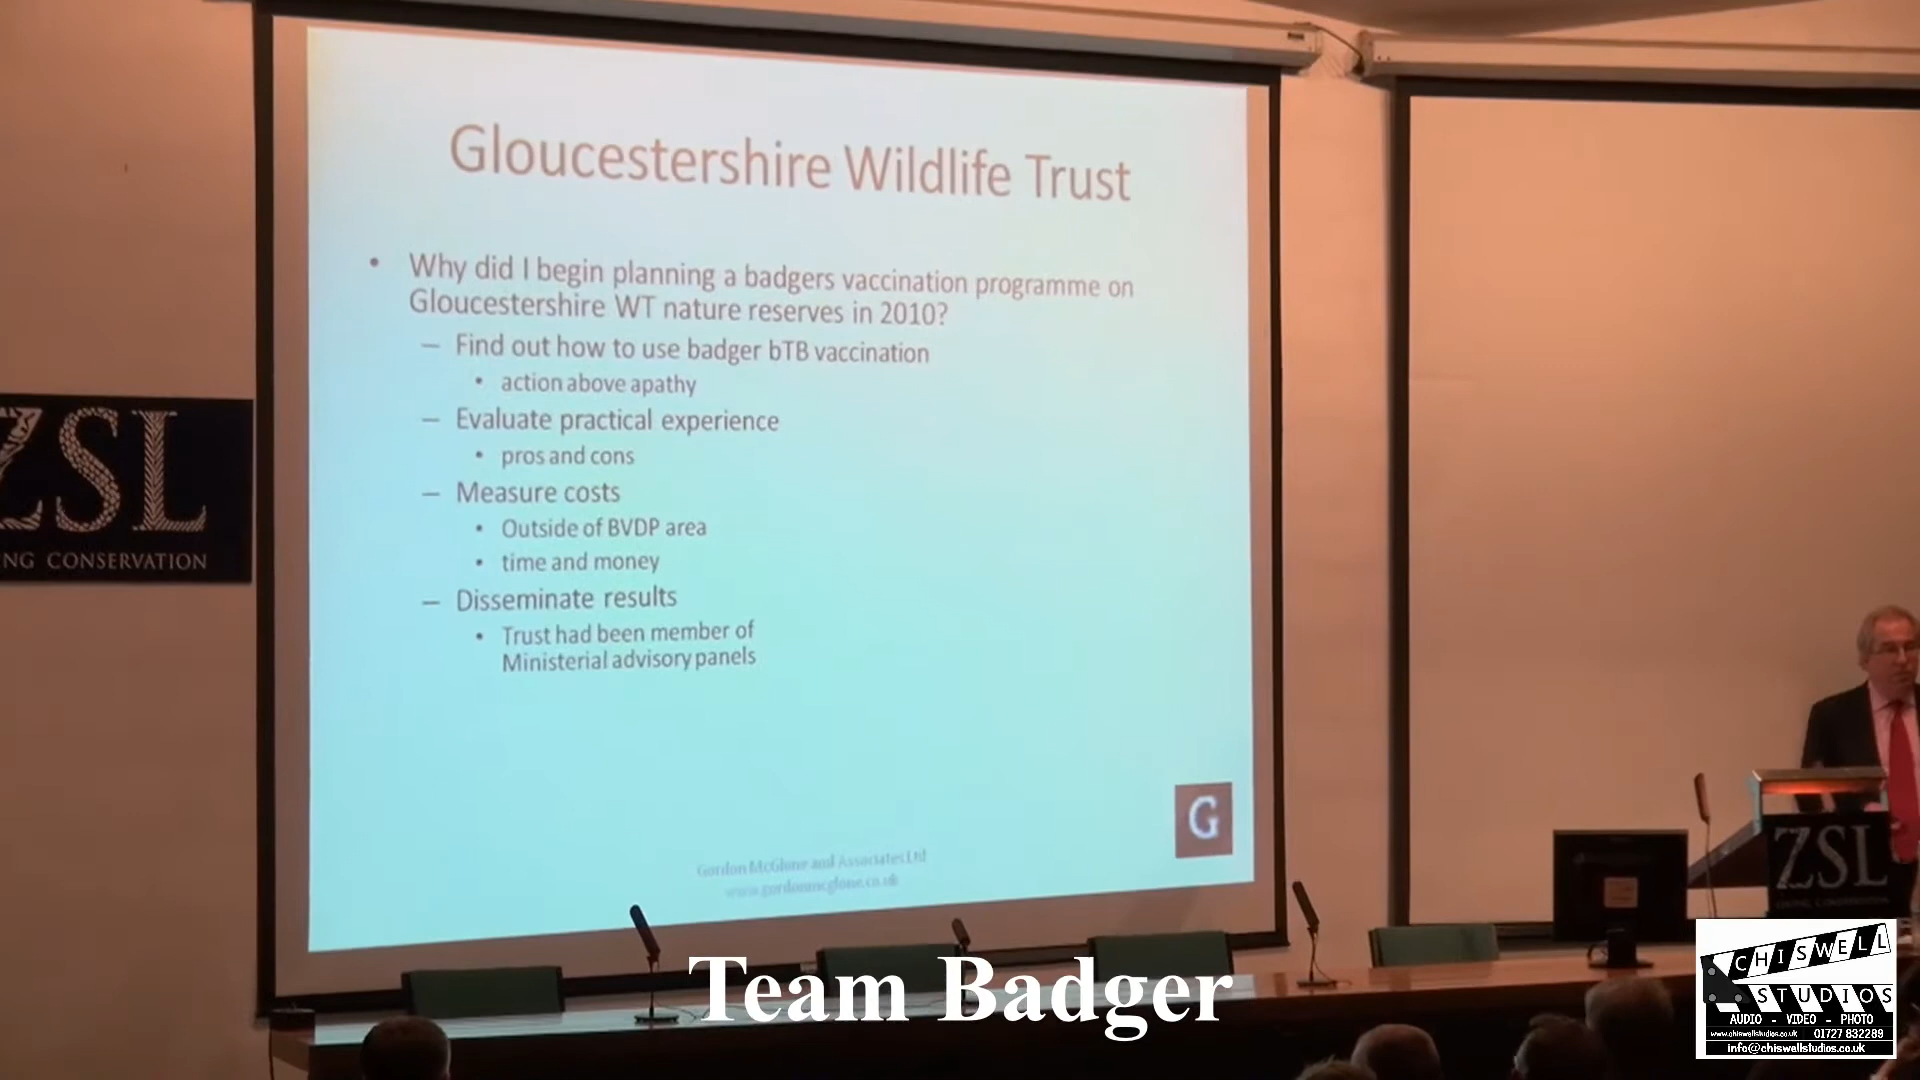 Gloucestershire Wildlife Trust
• Why did I begin planning a badgers vaccination programme on
Gloucestershire WT nature reserves in 2010?
– Find out how to use badger bTB vaccination
• action above apathy
– Evaluate practical experience
• pros and cons
– Measure costs
• Outside of BVDP area
• time and money
– Disseminate results
• Trust had been member of
Ministerial advisory panels
G
Gordon McGlone and Associates Ltd
www.gordonmcglone.co.uk
ZSL
NG CONSERVATION
ZSL
Team Badger
CHISWELL
STUDIOS
AUDIO - VIDEO - PHOTO
www.chiswellstudios.co.uk 01727 832289
info@chiswellstudios.co.uk